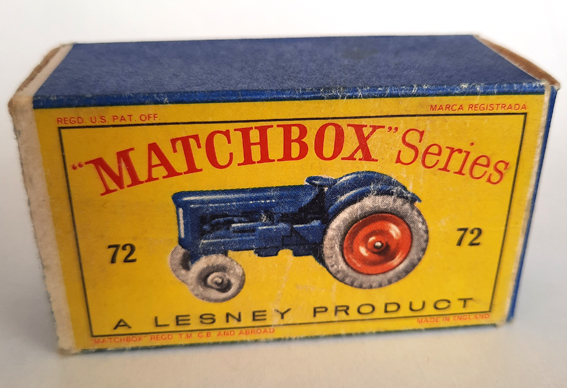 REGD. U.S. PAT. OFF.
MARCA REGISTRADA
"MATCHBOX" Series
72
72
A LESNEY PRODUCT
"MATCHBOX" REGD. T.M. G.B. AND ABROAD
MADE IN ENGLAND